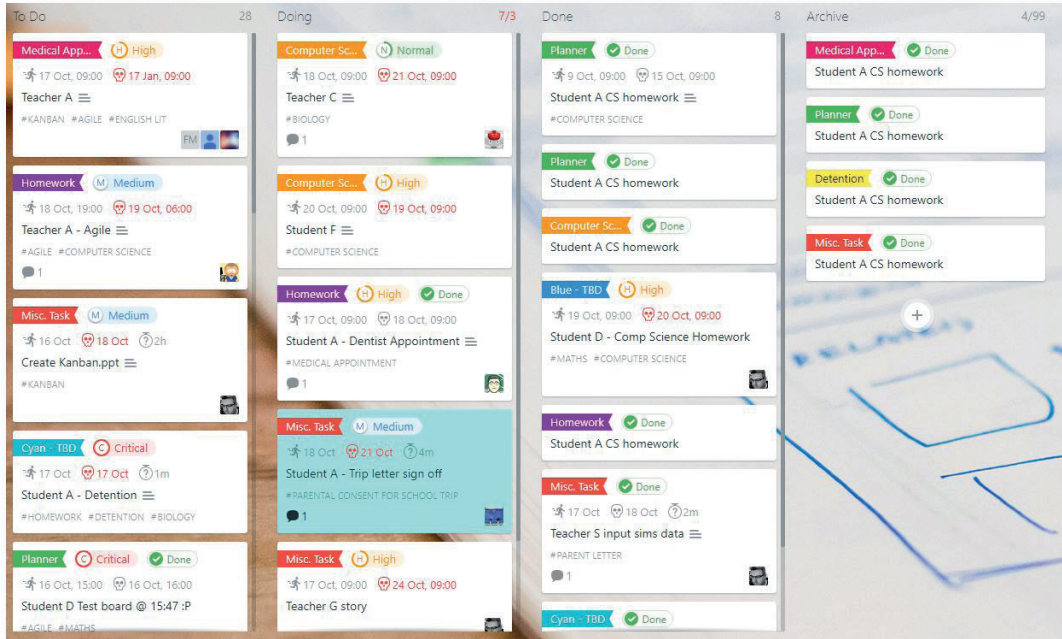 To Do 28
Medical App... H High
17 Oct, 09:00 17 Jan, 09:00
Teacher A
#KANBAN #AGILE #ENGLISH LIT
FM
Homework M Medium
18 Oct, 19:00 19 Oct, 06:00
Teacher A - Agile
#AGILE #COMPUTER SCIENCE
1
Misc. Task M Medium
16 Oct 18 Oct 2h
Create Kanban.ppt
#KANBAN
Cyan - TBD C Critical
17 Oct 17 Oct 1m
Student A - Detention
#HOMEWORK #DETENTION #BIOLOGY
Planner C Critical Done
16 Oct, 15:00 16 Oct, 16:00
Student D Test board @ 15:47 :P
#AGILE #MATHS
Doing 7/3
Computer Sc... N Normal
18 Oct, 09:00 21 Oct, 09:00
Teacher C
#BIOLOGY
1
Computer Sc... H High
20 Oct, 09:00 19 Oct, 09:00
Student F
#COMPUTER SCIENCE
Homework H High Done
17 Oct, 09:00 18 Oct, 09:00
Student A - Dentist Appointment
#MEDICAL APPOINTMENT
1
Misc. Task M Medium
18 Oct 21 Oct 4m
Student A - Trip letter sign off
#PARENTAL CONSENT FOR SCHOOL TRIP
1
Misc. Task H High
17 Oct, 09:00 24 Oct, 09:00
Teacher G story
Done 8
Planner Done
9 Oct, 09:00 15 Oct, 09:00
Student A CS homework
#COMPUTER SCIENCE
Planner Done
Student A CS homework
Computer Sc... Done
Student A CS homework
Blue - TBD H High
19 Oct, 09:00 20 Oct, 09:00
Student D - Comp Science Homework
#MATHS #COMPUTER SCIENCE
Homework Done
Student A CS homework
Misc. Task Done
17 Oct 18 Oct 2m
Teacher S input sims data
#PARENT LETTER
1
Cyan - TBD Done
Archive 4/99
Medical App... Done
Student A CS homework
Planner Done
Student A CS homework
Detention Done
Student A CS homework
Misc. Task Done
Student A CS homework